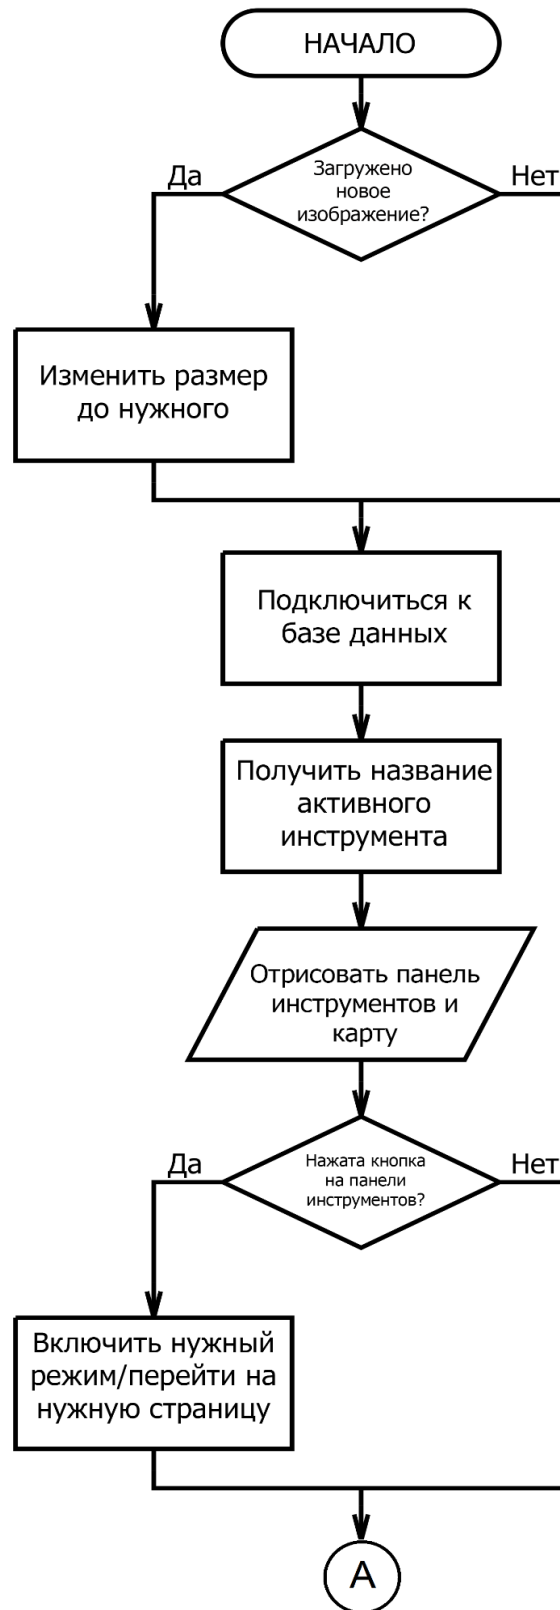 НАЧАЛО
Загружено
новое
изображение?
Да
Нет
Изменить размер
до нужного
Подключиться к
базе данных
Получить название
активного
инструмента
Отрисовать панель
инструментов и
карту
Нажата кнопка
на панели
инструментов?
Да
Нет
Включить нужный
режим/перейти на
нужную страницу
А